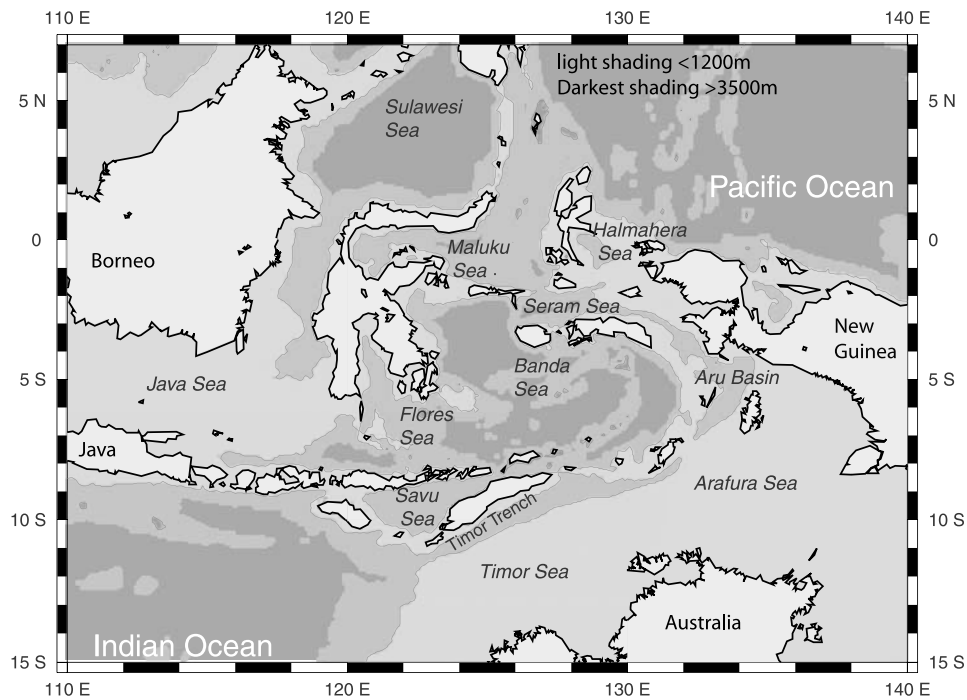 110 E 120 E 130 E 140 E
light shading <1200m
Darkest shading >3500m
5 N 5 N
Sulawesi
Sea
Pacific Ocean
0 0
Halmahera
Sea
Maluku
Sea
Borneo
Seram Sea
New
Guinea
Banda
Sea
Java Sea
5 S 5 S
Aru Basin
Flores
Sea
Java
Arafura Sea
Savu
Sea
Timor Trench
10 S 10 S
Timor Sea
Australia
Indian Ocean
15 S 15 S
110 E 120 E 130 E 140 E